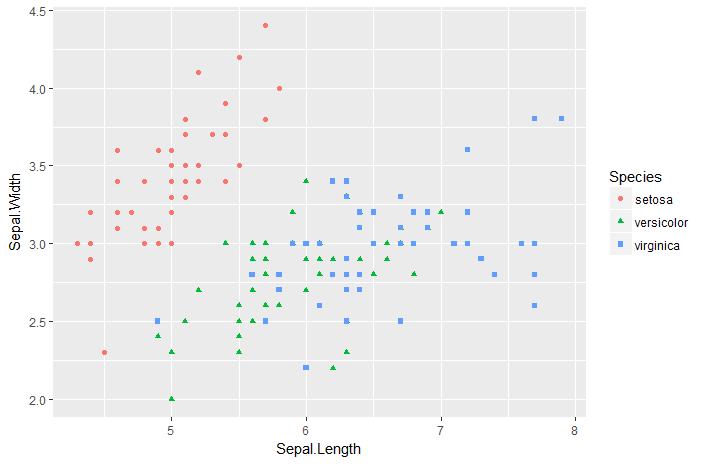 4.5
4.0
3.5
3.0
2.5
2.0
Sepal.Width
5
6
7
8
Sepal.Length
Species
setosa
versicolor
virginica